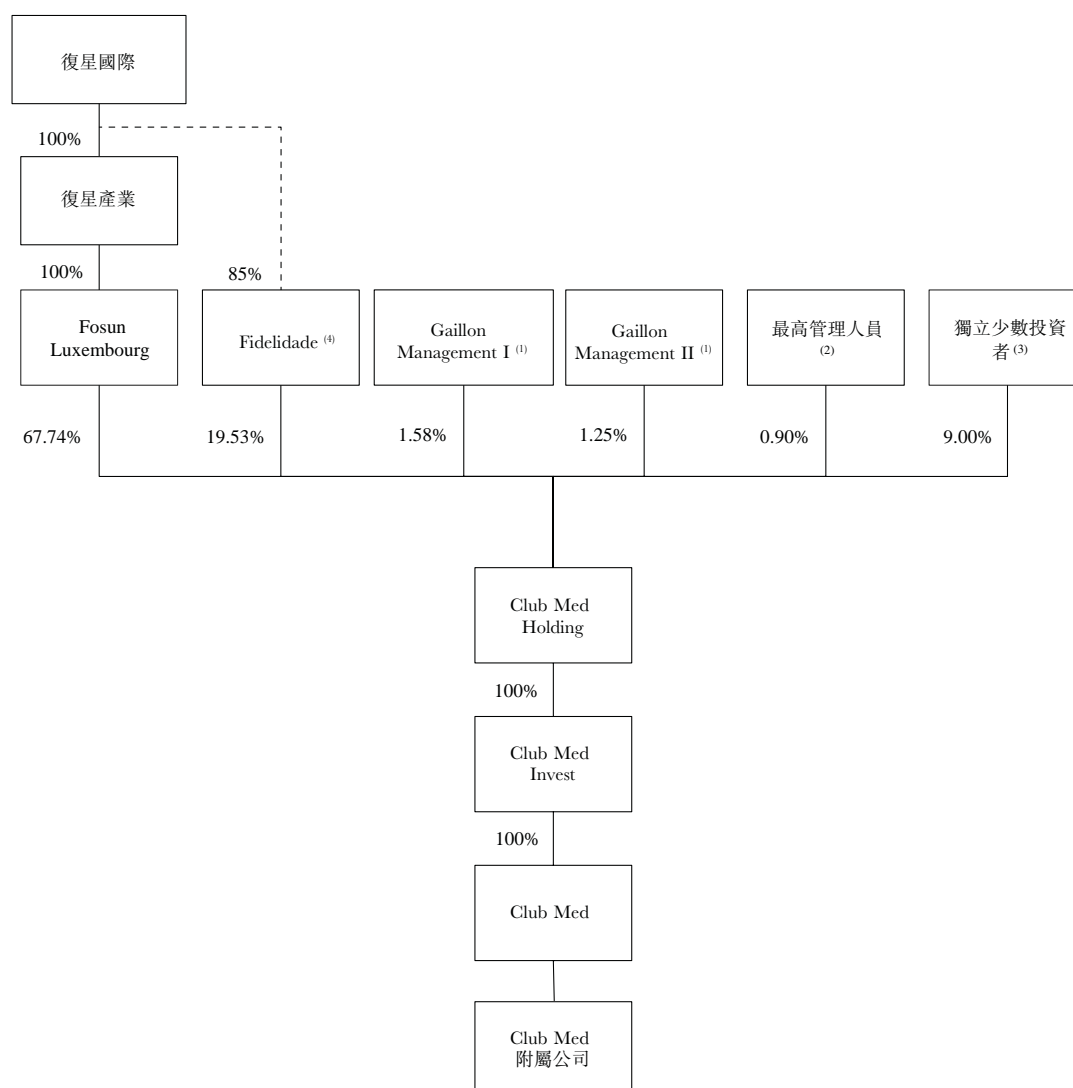 復星國際
100%
復星產業
100%
85%
Fosun
Luxembourg
Fidelidade (4)
Gaillon
Management I (1)
Gaillon
Management II (1)
最高管理人員
(2)
獨立少數投資
者(3)
67.74%
19.53%
1.58%
1.25%
0.90%
9.00%
Club Med
Holding
100%
Club Med
Invest
100%
Club Med
Club Med
附屬公司